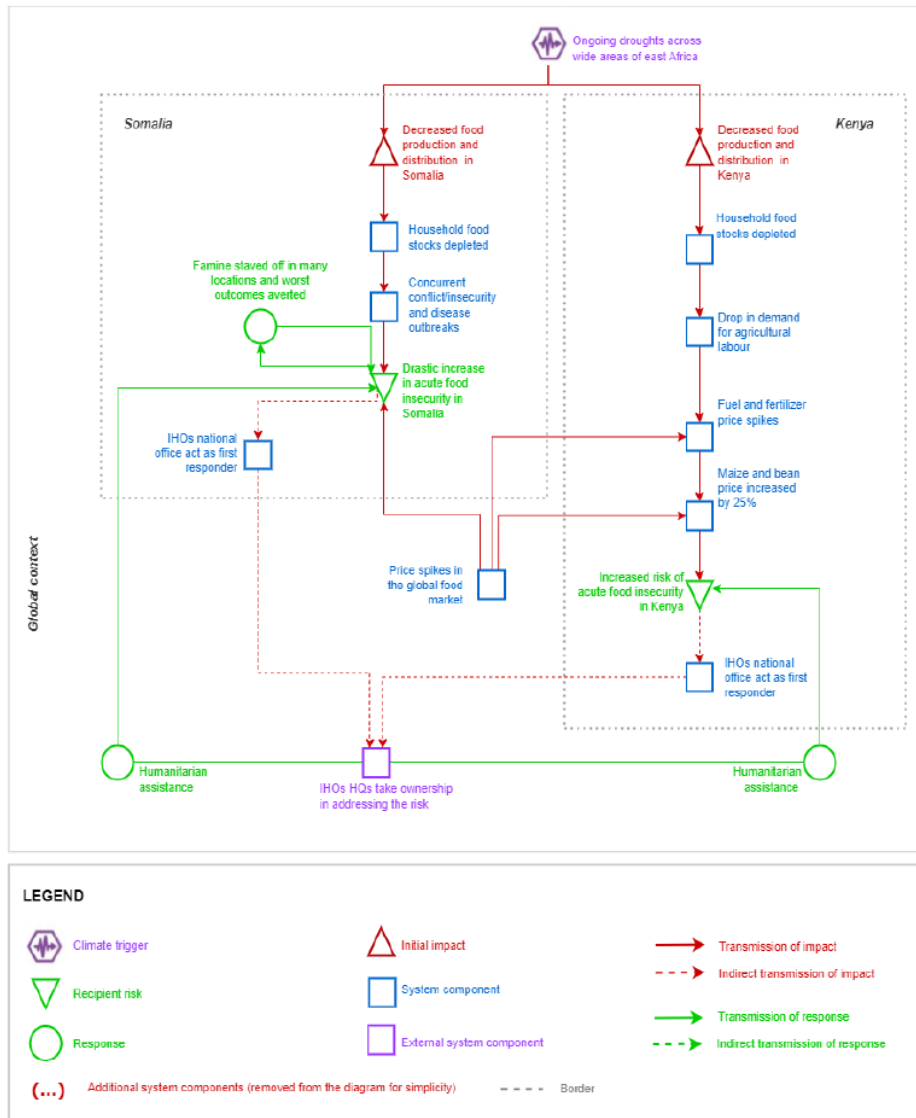 Ongoing droughts across
wide areas of east Africa
Somalia
Kenya
Decreased food
production and
distribution in
Somalia
Decreased food
production and
distribution in
Kenya
Household food
stocks depleted
Household food
stocks depleted
Famine staved off in many
locations and worst
outcomes averted
Concurrent
conflict/insecurity
and disease
outbreaks
Drop in demand
for agricultural
labour
Drastic increase
in acute food
insecurity in
Somalia
Fuel and fertilizer
price spikes
IHOs national
office act as first
responder
Maize and bean
price increased
by 25%
Global context
Price spikes in
the global food
market
Increased risk of
acute food insecurity
in Kenya
IHOs national
office act as first
responder
Humanitarian
assistance
IHOs HQs take ownership
in addressing the risk
Humanitarian
assistance
LEGEND
Climate trigger
Initial impact
Transmission of impact
Indirect transmission of impact
Recipient risk
System component
Transmission of response
Response
External system component
Indirect transmission of response
(...) Additional system components (removed from the diagram for simplicity)
Border